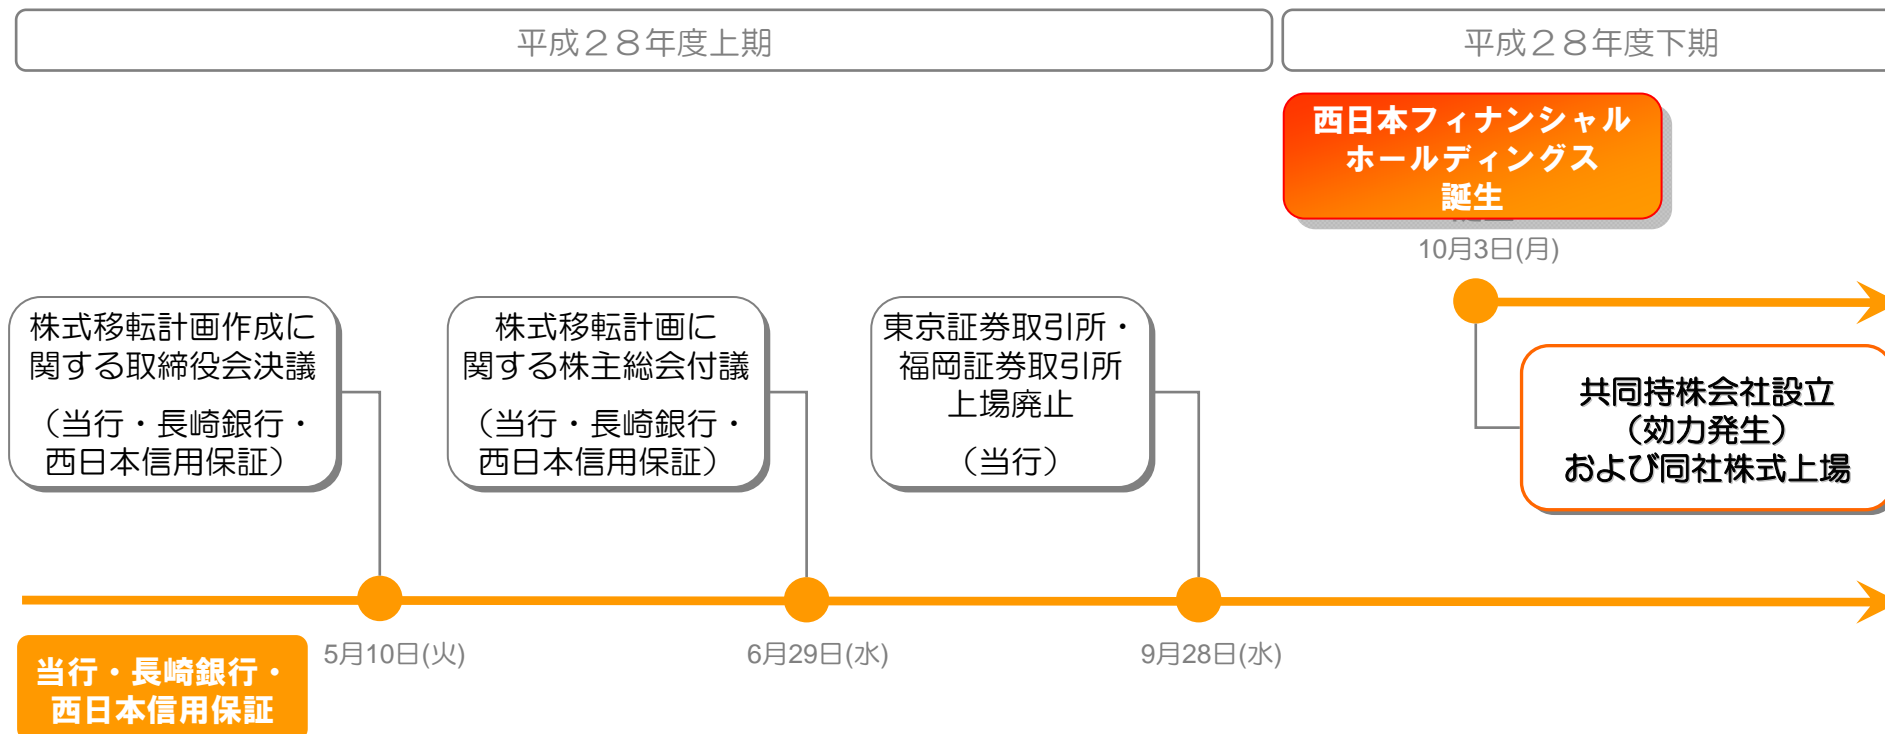 平成２８年度上期
平成２８年度下期
西日本フィナンシャル
ホールディングス
誕生
10月3日(月)
株式移転計画作成に
関する取締役会決議
（当行・長崎銀行・
西日本信用保証）
株式移転計画に
関する株主総会付議
（当行・長崎銀行・
西日本信用保証）
東京証券取引所・
福岡証券取引所
上場廃止
（当行）
共同持株会社設立
（効力発生）
および同社株式上場
5月10日(火)
6月29日(水)
9月28日(水)
当行・長崎銀行・
西日本信用保証